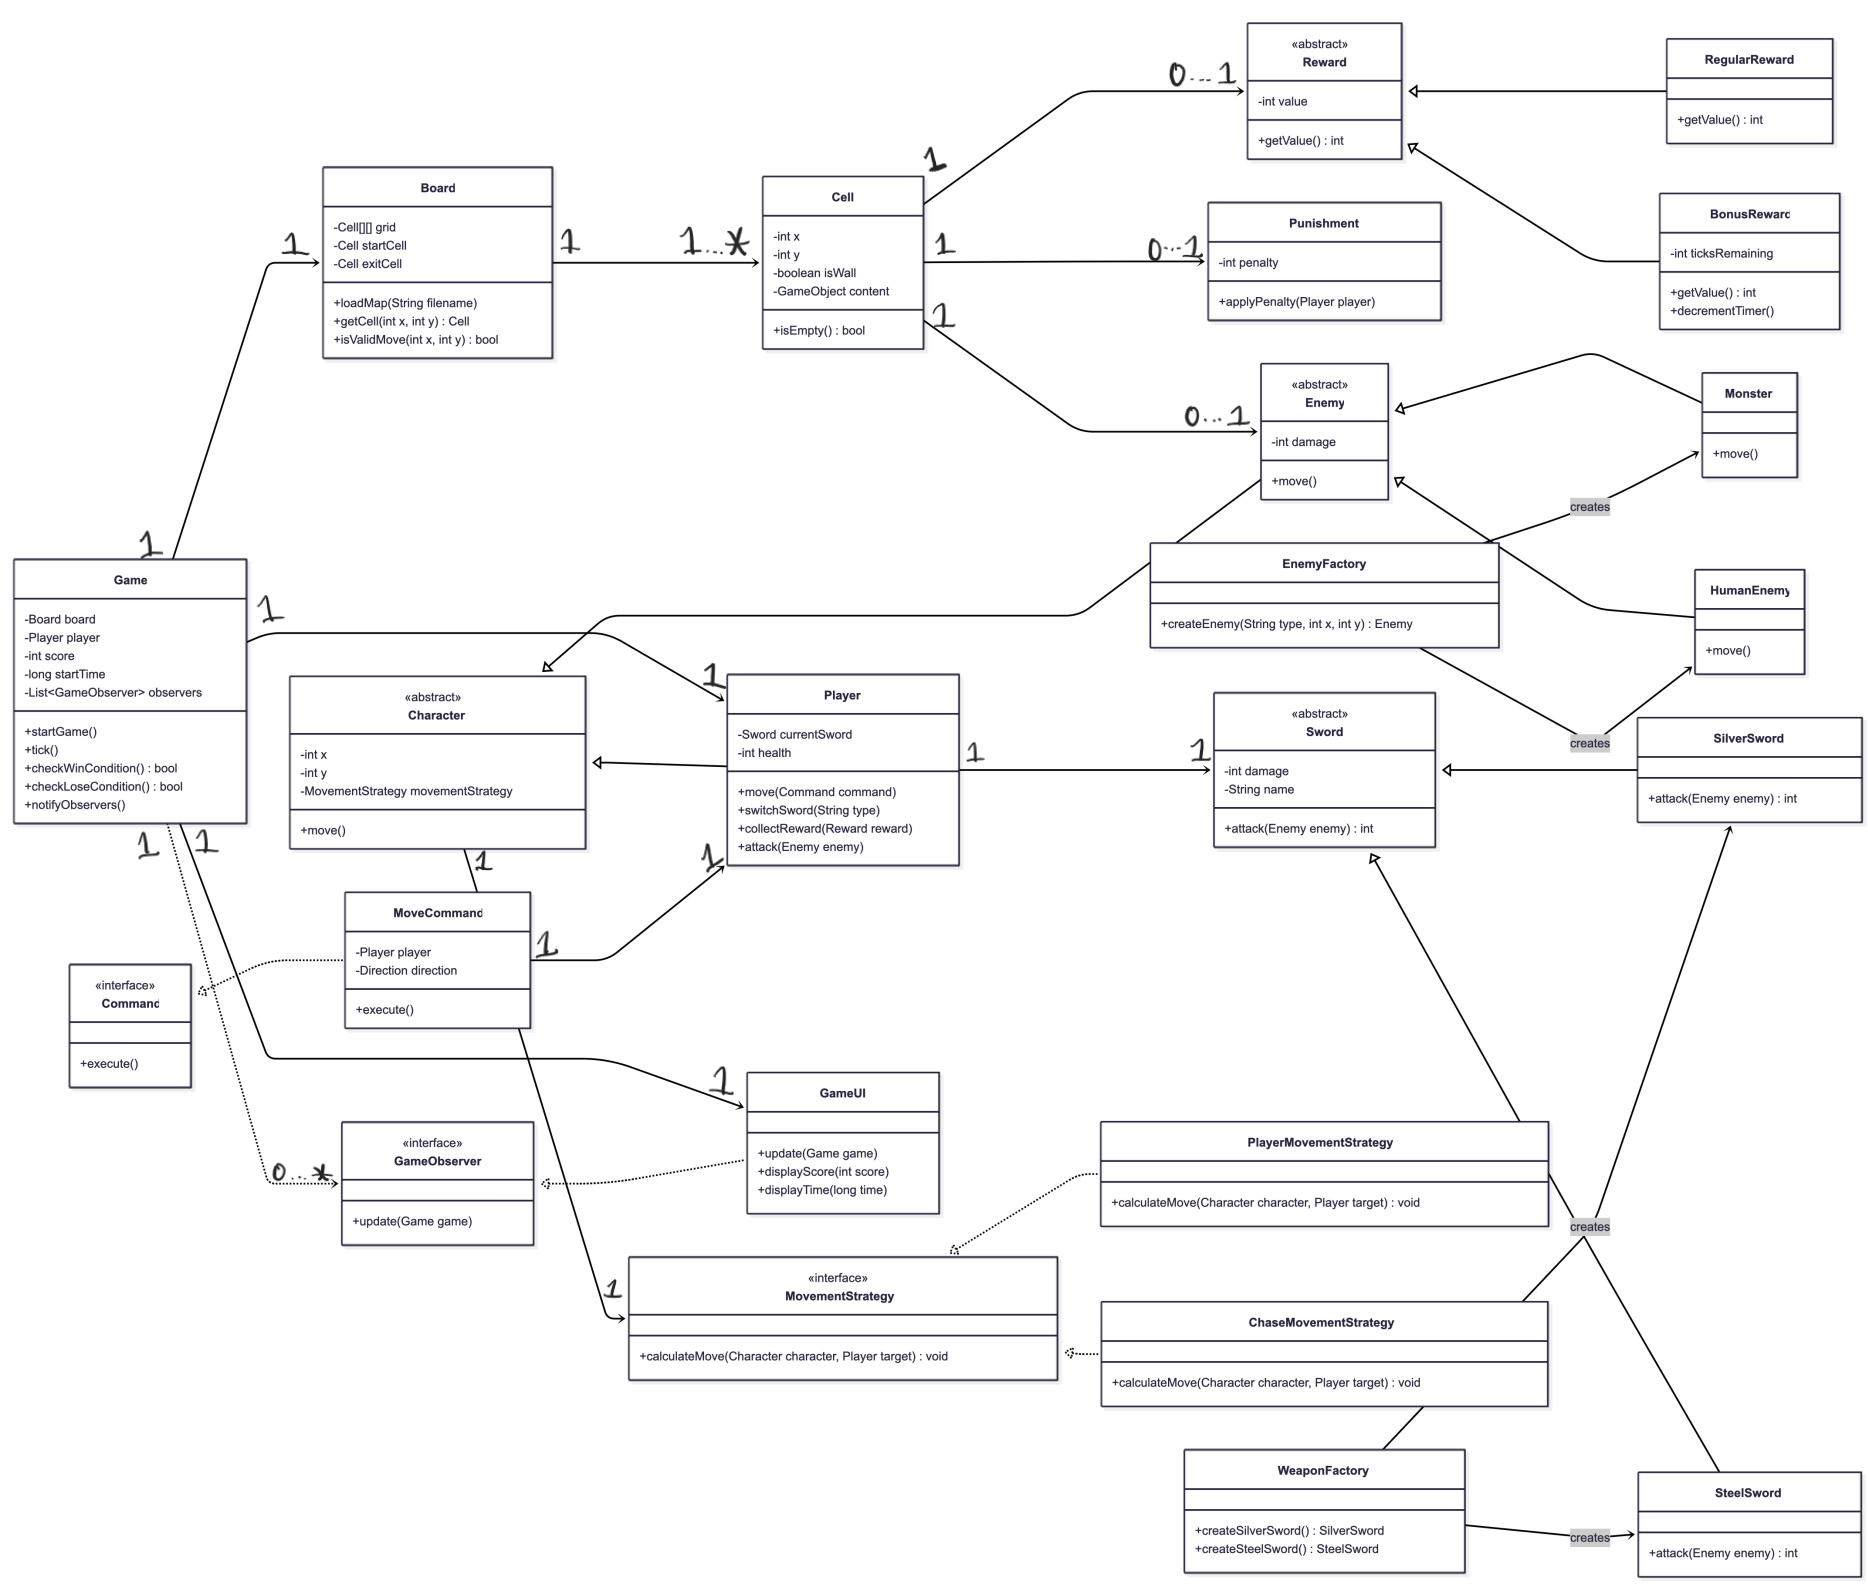 «abstract»
Reward
-int value
+getValue() : int
RegularReward
+getValue() : int
0...1
1
Board
-Cell[][] grid
-Cell startCell
-Cell exitCell
+loadMap(String filename)
+getCell(int x, int y) : Cell
+isValidMove(int x, int y) : bool
1
1
1...*
Cell
-int x
-int y
-boolean isWall
-GameObject content
+isEmpty() : bool
1
0...1
Punishment
-int penalty
+applyPenalty(Player player)
BonusReward
-int ticksRemaining
+getValue() : int
+decrementTimer()
1
0...1
«abstract»
Enemy
-int damage
+move()
Monster
+move()
creates
1
Game
-Board board
-Player player
-int score
-long startTime
-List<GameObserver> observers
+startGame()
+tick()
+checkWinCondition() : bool
+checkLoseCondition() : bool
+notifyObservers()
1
EnemyFactory
+createEnemy(String type, int x, int y) : Enemy
HumanEnemy
+move()
creates
«abstract»
Character
-int x
-int y
-MovementStrategy movementStrategy
+move()
1
Player
-Sword currentSword
-int health
+move(Command command)
+switchSword(String type)
+collectReward(Reward reward)
+attack(Enemy enemy)
1
1
«abstract»
Sword
-int damage
-String name
+attack(Enemy enemy) : int
SilverSword
+attack(Enemy enemy) : int
1
1
1
1
MoveCommand
-Player player
-Direction direction
+execute()
1
«interface»
Command
+execute()
1
GameUI
+update(Game game)
+displayScore(int score)
+displayTime(long time)
«interface»
GameObserver
+update(Game game)
0...*
PlayerMovementStrategy
+calculateMove(Character character, Player target) : void
creates
1
«interface»
MovementStrategy
+calculateMove(Character character, Player target) : void
ChaseMovementStrategy
+calculateMove(Character character, Player target) : void
WeaponFactory
+createSilverSword() : SilverSword
+createSteelSword() : SteelSword
creates
SteelSword
+attack(Enemy enemy) : int